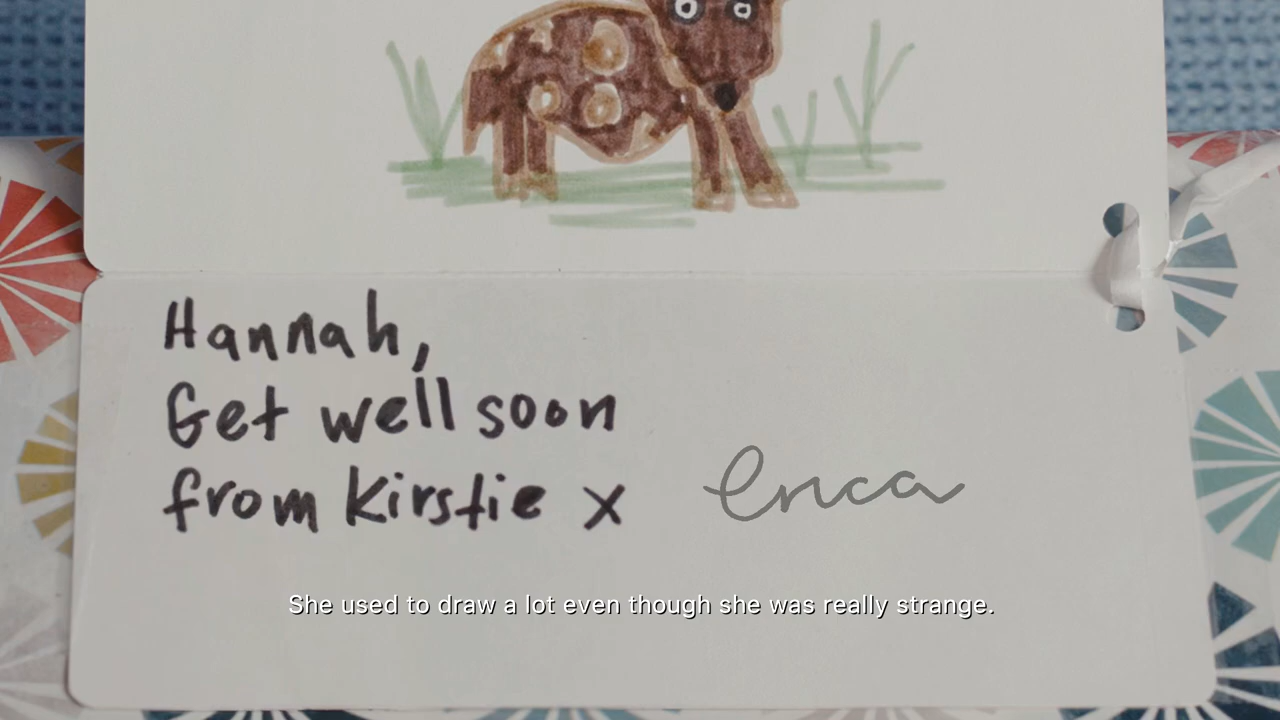 Hannah,
Get well soon
from Kirstie x
erica
She used to draw a lot even though she was really strange.